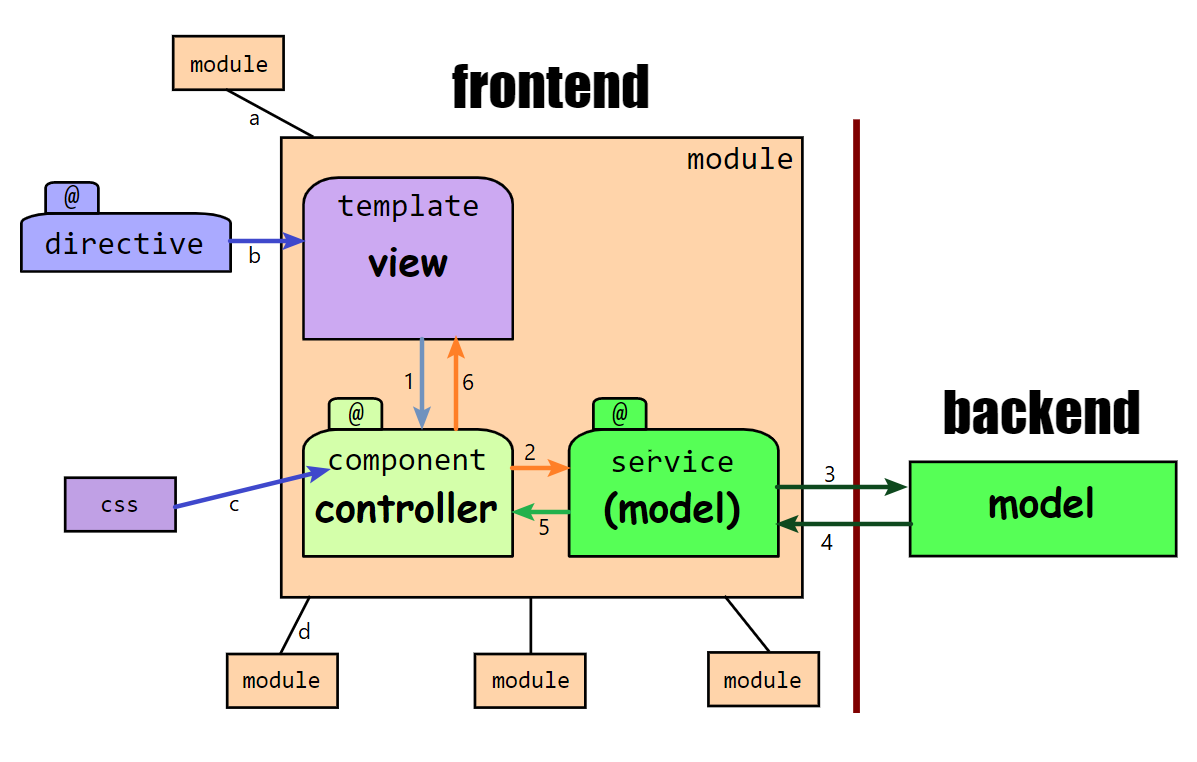 module
frontend
a
module
@
template
directive
view
b
1
6
@
@
backend
component
2
service
3
css
c
controller
(model)
model
5
4
d
module
module
module